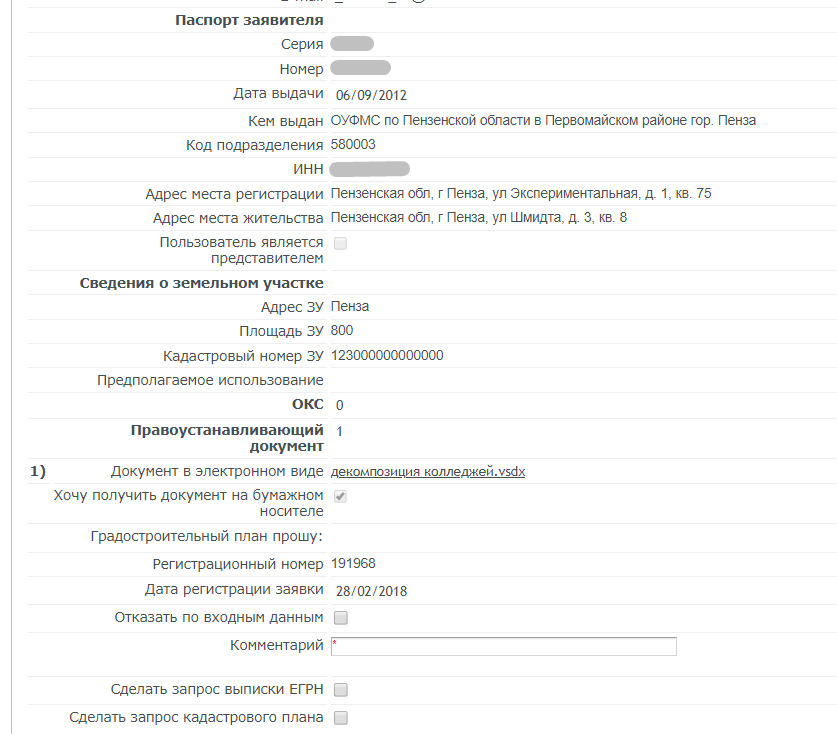 Паспорт заявителя
Серия
Номер
Дата выдачи 06/09/2012
Кем выдан ОУФМС по Пензенской области в Первомайском районе гор. Пенза
Код подразделения 580003
ИНН
Адрес места регистрации Пензенская обл, г Пенза, ул Экспериментальная, д. 1, кв. 75
Адрес места жительства Пензенская обл, г Пенза, ул Шмидта, д. 3, кв. 8
Пользователь является
представителем
Сведения о земельном участке
Адрес ЗУ Пенза
Площадь ЗУ 800
Кадастровый номер ЗУ 123000000000000
Предполагаемое использование
ОКС 0
Правоустанавливающий 1
документ
1) Документ в электронном виде декомпозиция колледжей.vsdx
Хочу получить документ на бумажном
носителе
Градостроительный план прошу:
Регистрационный номер 191968
Дата регистрации заявки 28/02/2018
Отказать по входным данным
Комментарий *
Сделать запрос выписки ЕГРН
Сделать запрос кадастрового плана